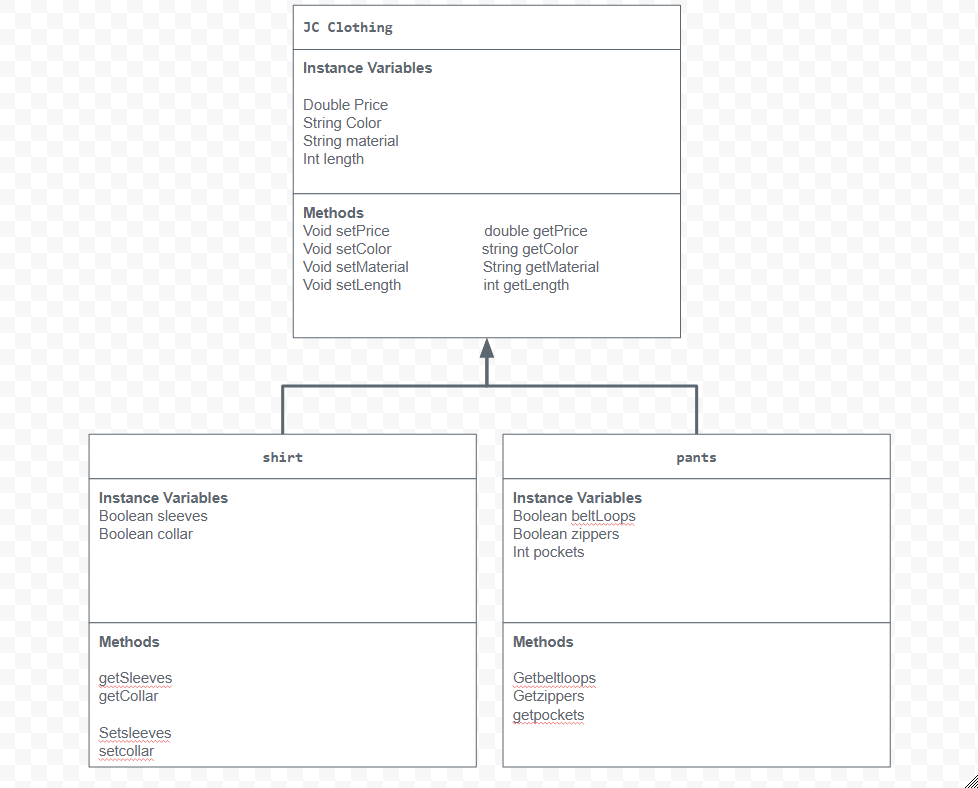 JC Clothing
Instance Variables
Double Price
String Color
String material
Int length
Methods
Void setPrice double getPrice
Void setColor string getColor
Void setMaterial String getMaterial
Void setLength int getLength
shirt
Instance Variables
Boolean sleeves
Boolean collar
Methods
getSleeves
getCollar
Setsleeves
setcollar
pants
Instance Variables
Boolean beltLoops
Boolean zippers
Int pockets
Methods
Getbeltloops
Getzippers
getpockets